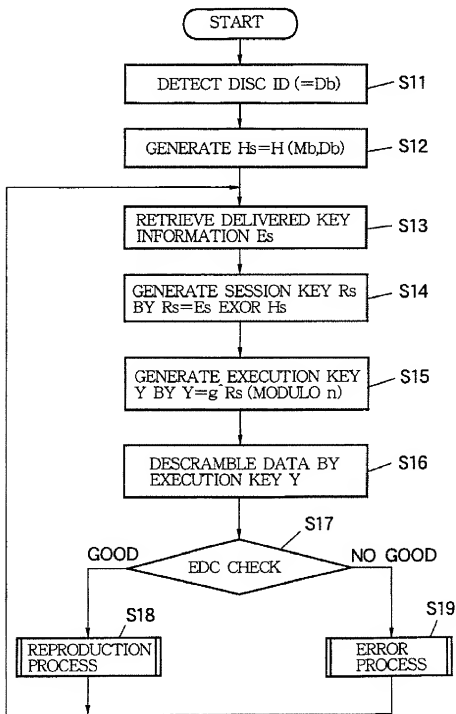 START
DETECT DISC ID (=Db)
S11
GENERATE Hs=H (Mb,Db)
S12
RETRIEVE DELIVERED KEY
INFORMATION Es
S13
GENERATE SESSION KEY Rs
BY Rs=Es EXOR Hs
S14
GENERATE EXECUTION KEY
Y BY Y=g^Rs (MODULO n)
S15
DESCRAMBLE DATA BY
EXECUTION KEY Y
S16
S17
GOOD
NO GOOD
EDC CHECK
S18
S19
REPRODUCTION
PROCESS
ERROR
PROCESS